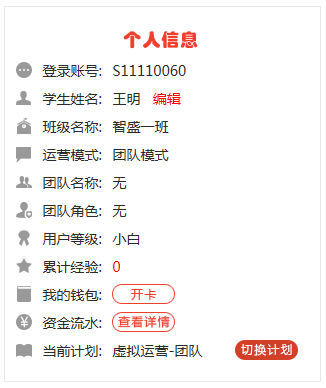 个人信息
登录账号: S11110060
学生姓名: 王明 编辑
班级名称: 智盛一班
运营模式: 团队模式
团队名称: 无
团队角色: 无
用户等级: 小白
累计经验: 0
我的钱包: 开卡
资金流水: 查看详情
当前计划: 虚拟运营-团队 切换计划